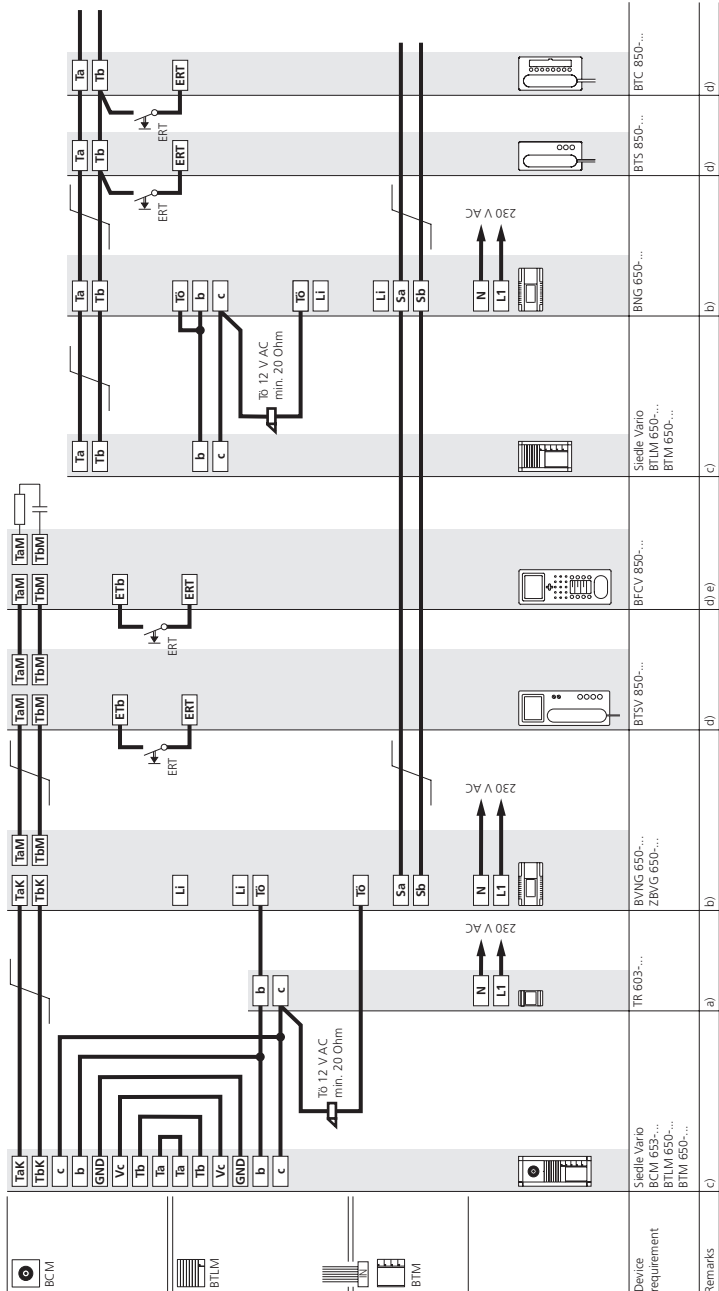 BCM
BTLM
IN
BTM
Device
requirement
Remarks
TaK
TbK
c
b
GND
Vc
Tb
Ta
Ta
Tb
Vc
GND
b
c
Tö 12 V AC
min. 20 Ohm
Siedle Vario
BCM 653-...
BTLM 650-...
BTM 650-...
c)
b
c
N
L1
230 V AC
TR 603-...
a)
TaK
TaM
TbK
TbM
Li
Li
Tö
Tö
Sa
Sb
N
L1
230 V AC
BVNG 650-...
ZBVG 650-...
b)
TaM
TaM
TbM
TbM
ETb
ERT
ERT
BTSV 850-...
d)
TaM
TaM
TbM
TbM
ETb
ERT
ERT
BFCV 850-...
d) e)
Ta
Tb
b
c
Tö 12 V AC
min. 20 Ohm
Siedle Vario
BTLM 650-...
BTM 650-...
c)
Ta
Tb
Tö
b
c
Tö
Li
Li
Sa
Sb
N
L1
230 V AC
BNG 650-...
b)
Ta
Tb
ERT
ERT
BTS 850-...
d)
Ta
Tb
ERT
ERT
BTC 850-...
d)